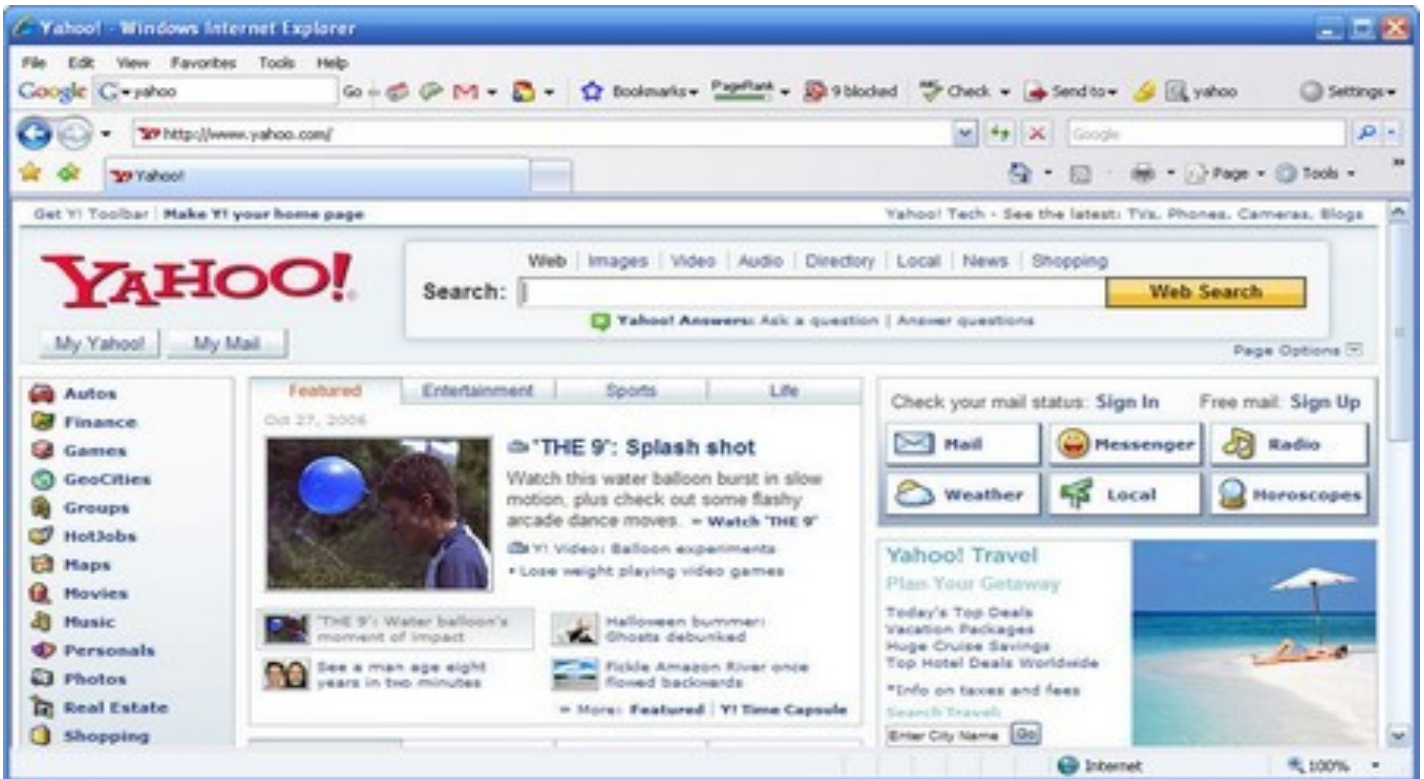 Yahoo! - Windows Internet Explorer
File Edit View Favorites Tools Help
Google yahoo Go Bookmarks PageRank 9 blocked Check Send to yahoo Settings
http://www.yahoo.com/ Google
Yahoo! Page Tools
Get Y! Toolbar | Make Y! your home page Yahoo! Tech - See the latest: TVs, Phones, Cameras, Blogs
YAHOO!
Web | Images | Video | Audio | Directory | Local | News | Shopping
Search: Web Search
Yahoo! Answers: Ask a question | Answer questions
My Yahoo! My Mail
Page Options
Autos
Finance
Games
GeoCities
Groups
HotJobs
Maps
Movies
Music
Personals
Photos
Real Estate
Shopping
Featured Entertainment Sports Life
Oct 27, 2006
"THE 9": Splash shot
Watch this water balloon burst in slow
motion, plus check out some flashy
arcade dance moves. » Watch "THE 9"
Y! Video: Balloon experiments
• Lose weight playing video games
"THE 9": Water balloon's
moment of impact
Halloween bummer:
Ghosts debunked
See a man age eight
years in two minutes
Fickle Amazon River once
flowed backwards
» More: Featured | Y! Time Capsule
Check your mail status: Sign In Free mail: Sign Up
Mail Messenger Radio
Weather Local Horoscopes
Yahoo! Travel
Plan Your Getaway
Today's Top Deals
Vacation Packages
Huge Cruise Savings
Top Hotel Deals Worldwide
*Info on taxes and fees
Search Travel:
Enter City Name Go
Internet 100%